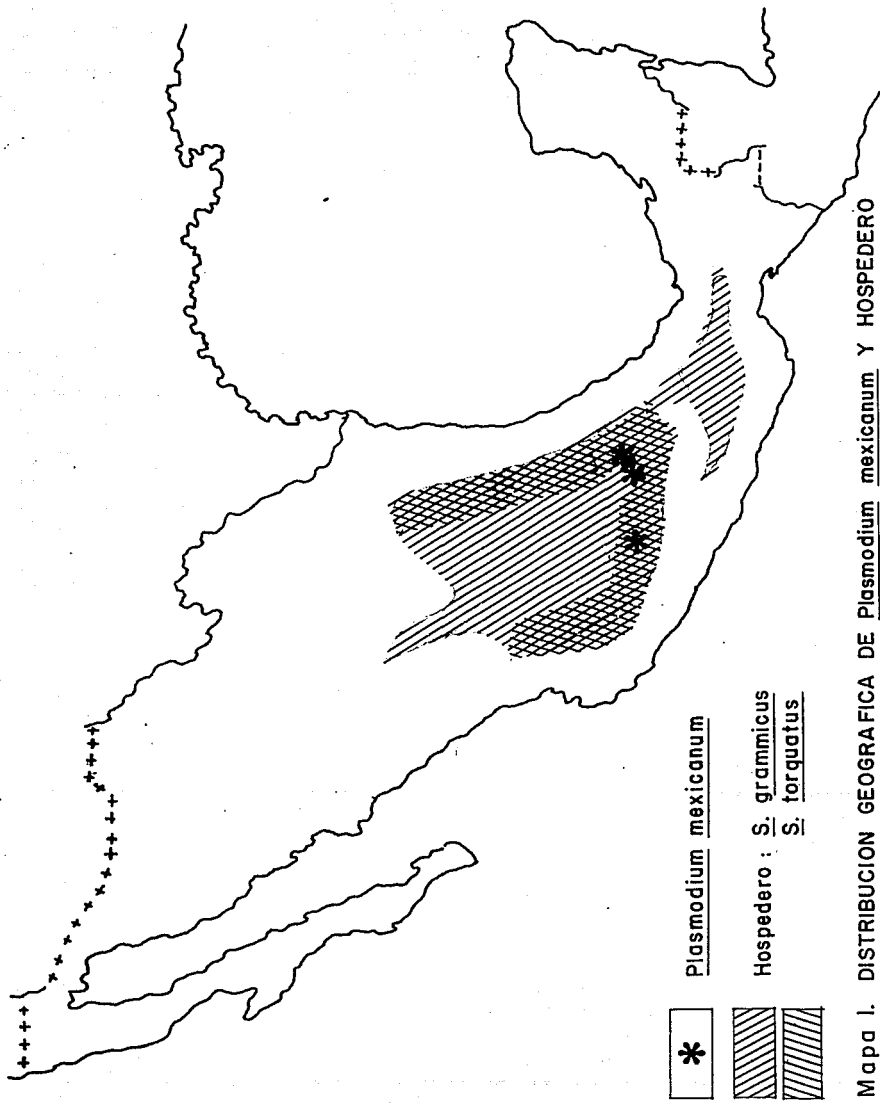 Plasmodium mexicanum
Hospedero : S. grammicus
S. torquatus
Mapa I. DISTRIBUCION GEOGRAFICA DE Plasmodium mexicanum Y HOSPEDERO